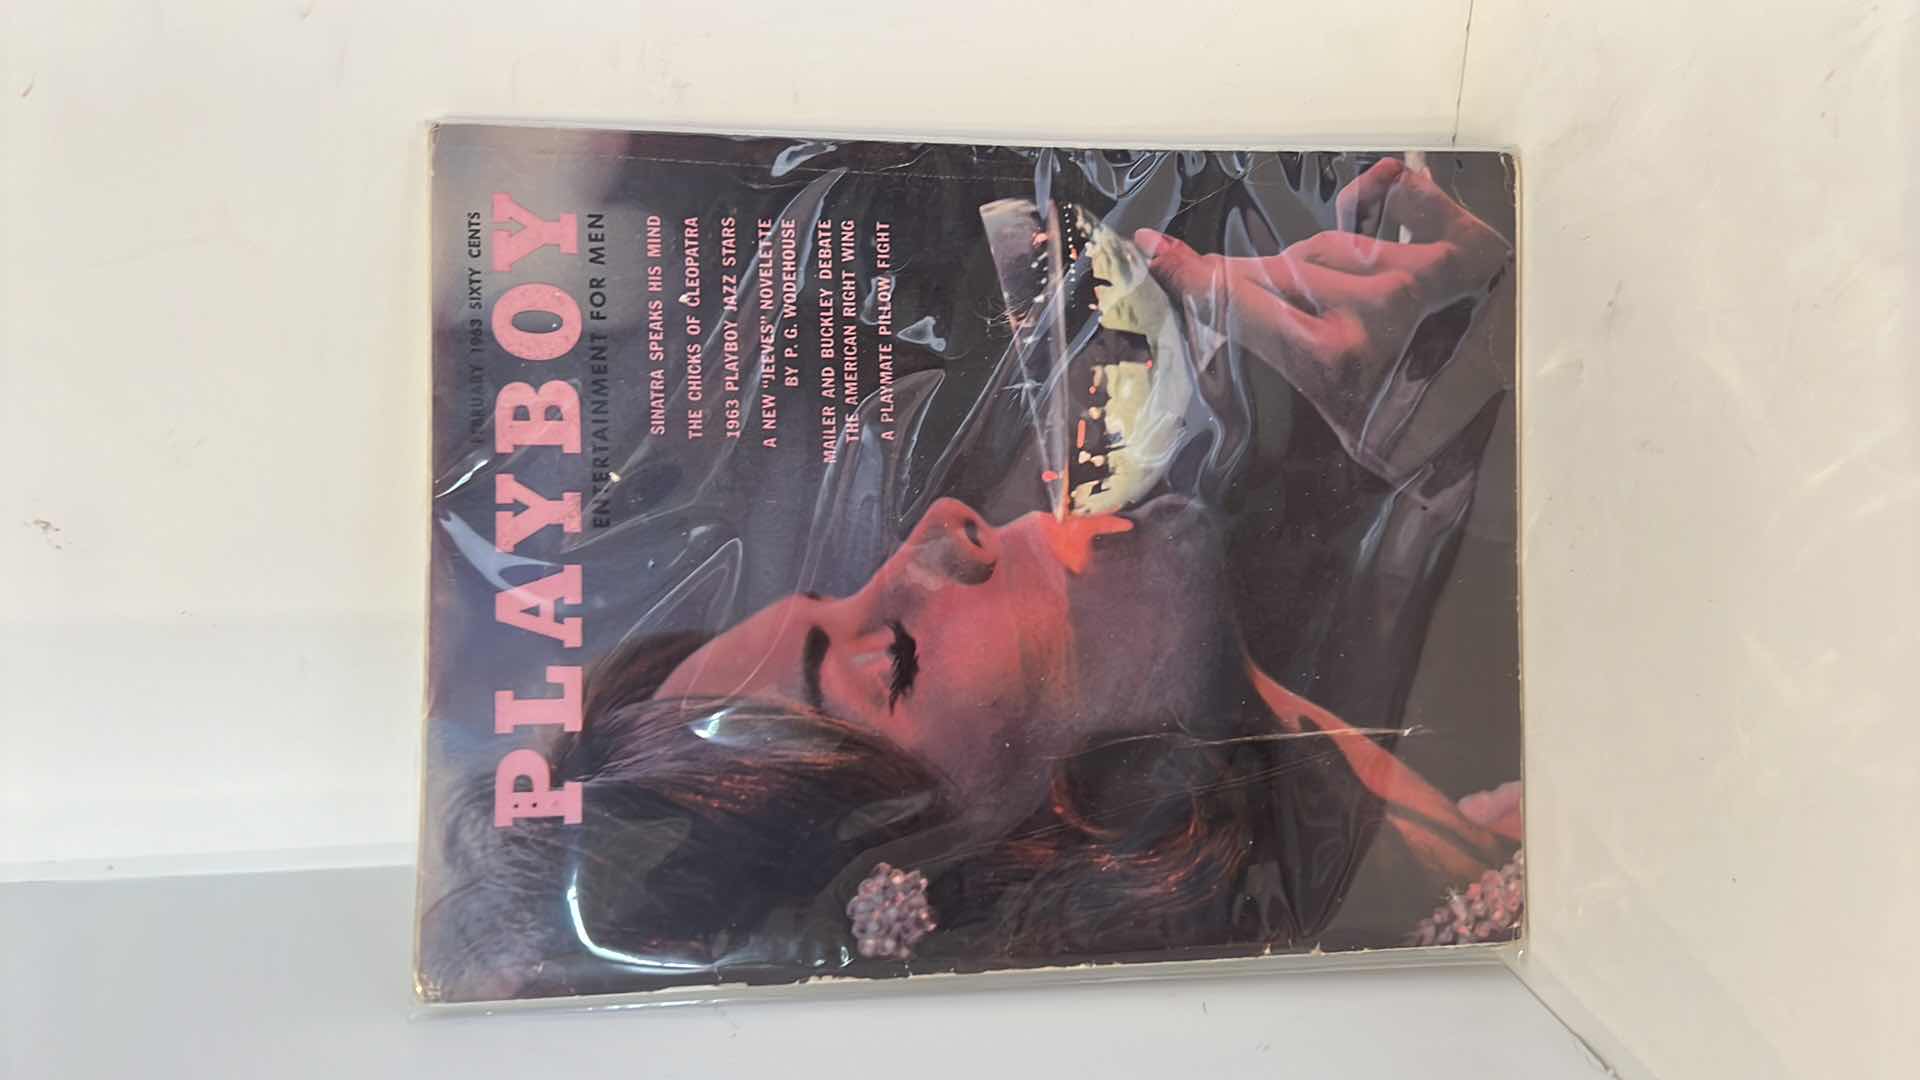 FEBRUARY 1963 SIXTY CENTS
PLAYBOY
ENTERTAINMENT FOR MEN
SINATRA SPEAKS HIS MIND
THE CHICKS OF CLEOPATRA
1963 PLAYBOY JAZZ STARS
A NEW "JEEVES" NOVELETTE
BY P. G. WODEHOUSE
MAILER AND BUCKLEY DEBATE
THE AMERICAN RIGHT WING
A PLAYMATE PILLOW FIGHT